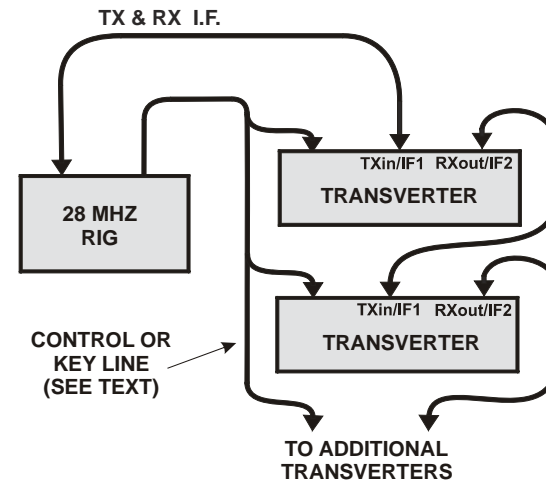 TX & RX I.F.
28 MHZ
RIG
TXin/IF1 RXout/IF2
TRANSVERTER
TXin/IF1 RXout/IF2
TRANSVERTER
CONTROL OR
KEY LINE
(SEE TEXT)
TO ADDITIONAL
TRANSVERTERS